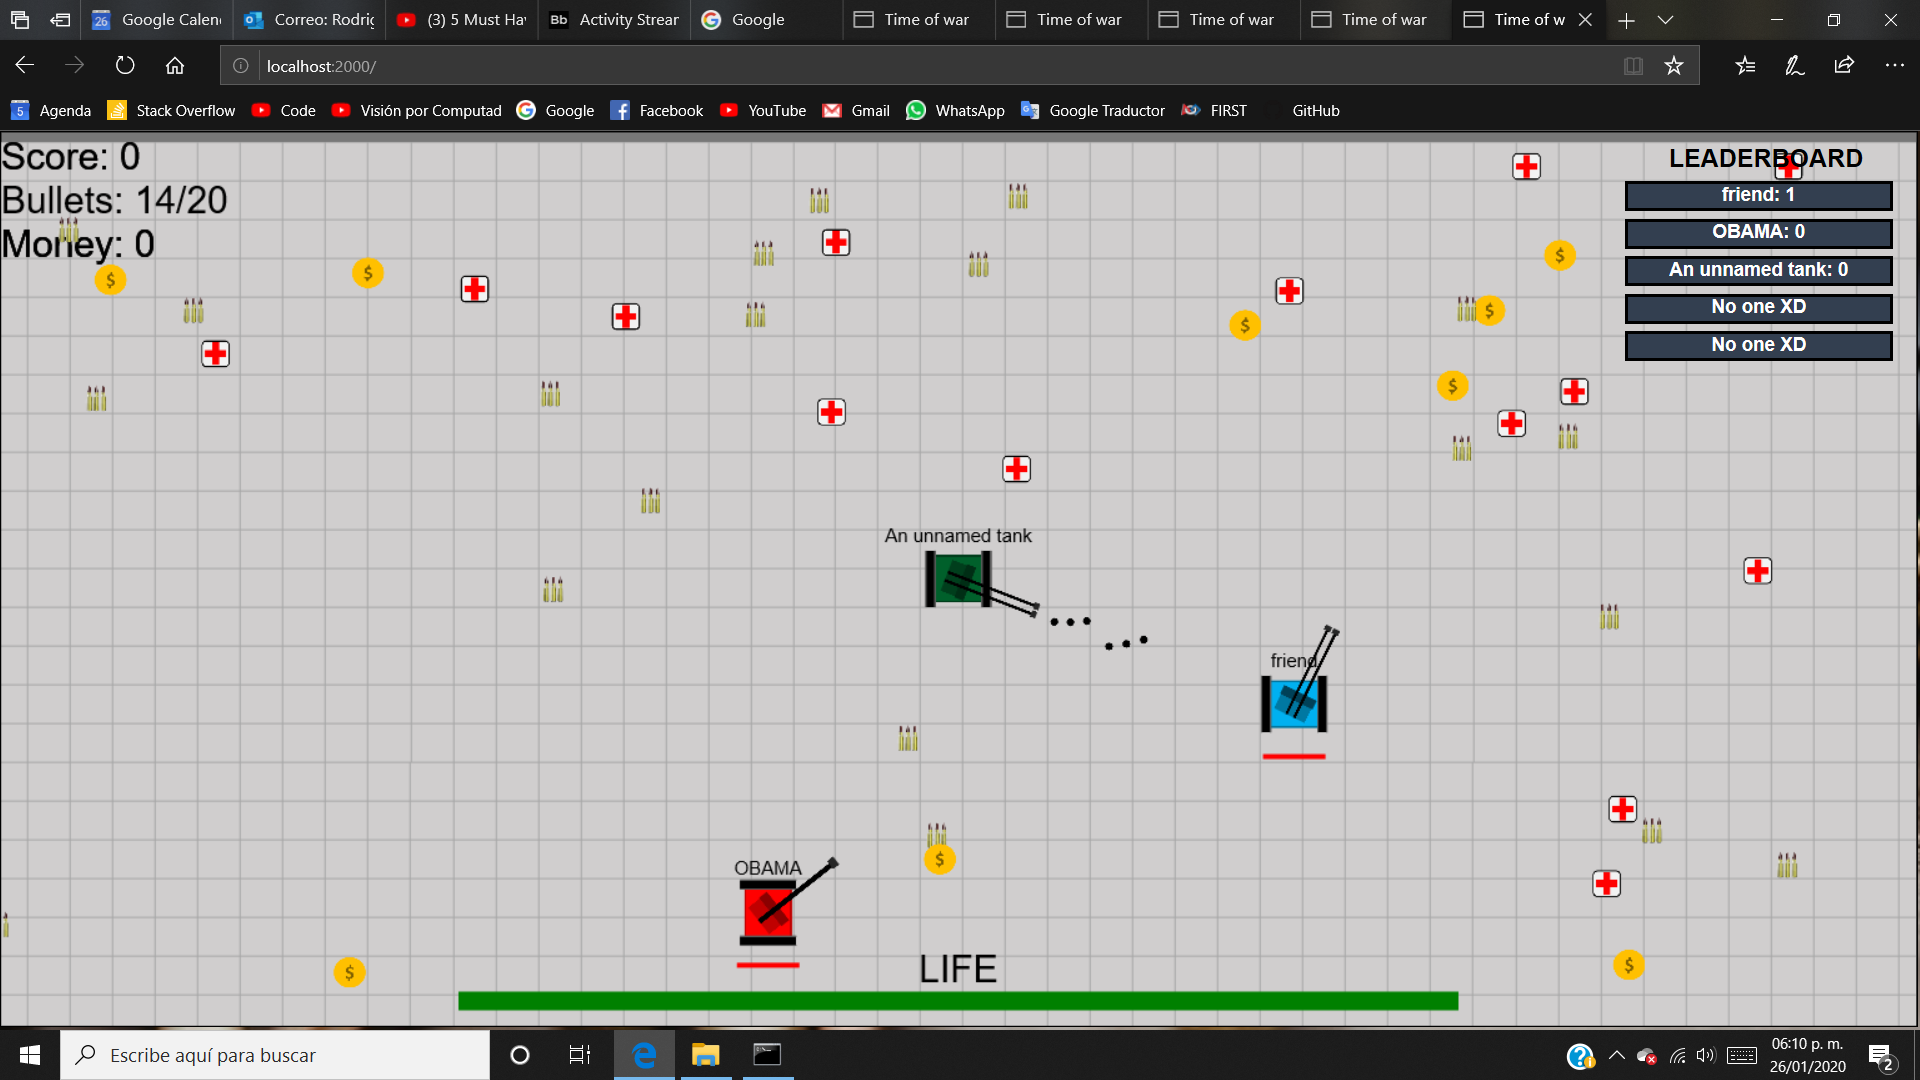 26 Google Calen
Correo: Rodrig
(3) 5 Must Ha
Bb Activity Strear
Google
Time of war
Time of war
Time of war
Time of war
Time of w
localhost:2000/
5 Agenda
Stack Overflow
Code
Visión por Computad
Google
Facebook
YouTube
Gmail
WhatsApp
Google Traductor
FIRST
GitHub
Score: 0
Bullets: 14/20
Money: 0
LEADERBOARD
friend: 1
OBAMA: 0
An unnamed tank: 0
No one XD
No one XD
An unnamed tank
friend
OBAMA
LIFE
Escribe aquí para buscar
06:10 p. m.
26/01/2020
2